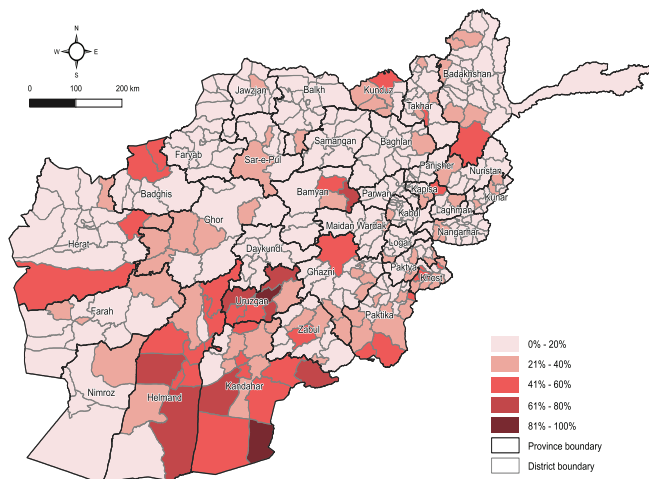 N
W E
S
0 100 200 km
Jawzjan
Balkh
Kunduz
Takhar
Badakhshan
Faryab
Sar-e-Pul
Samangan
Baghlan
Panjsker
Nuristan
Badghis
Bamyan
Parwan
Kapisa
Kunar
Laghman
Herat
Ghor
Kabul
Maidan Wardak
Nangarhar
Daykundi
Logar
Ghazni
Paktya
Khost
Uruzgan
Farah
Zabul
Paktika
Nimroz
Helmand
Kandahar
0% - 20%
21% - 40%
41% - 60%
61% - 80%
81% - 100%
Province boundary
District boundary